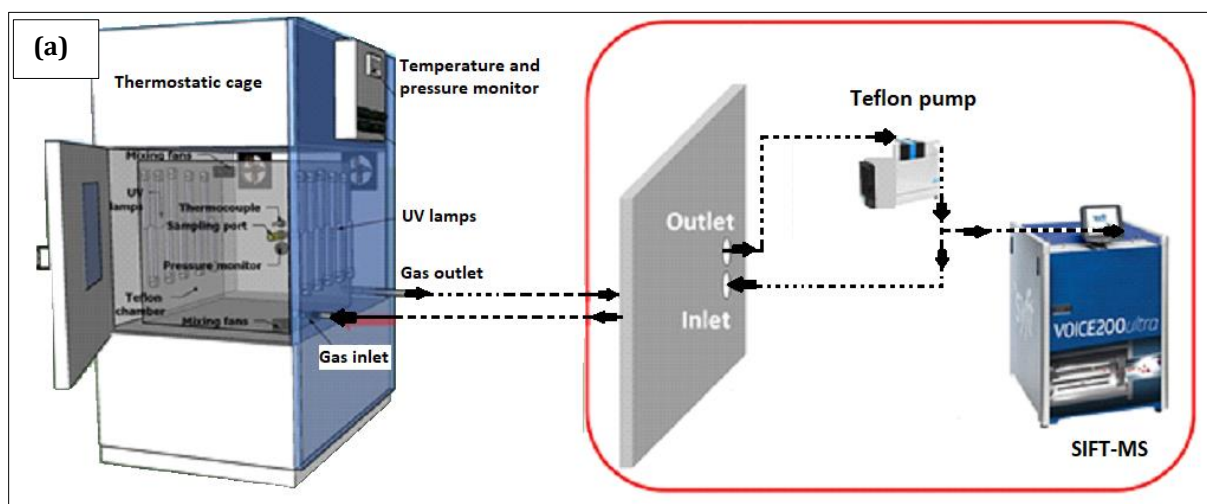 (a)
Thermostatic cage
Temperature and
pressure monitor
Mixing fans
UV
lamps
Thermocouple
Sampling port
Pressure monitor
Teflon
chamber
Mixing fans
UV lamps
Gas outlet
Gas inlet
Teflon pump
Outlet
Inlet
VOICE200ultra
SIFT-MS